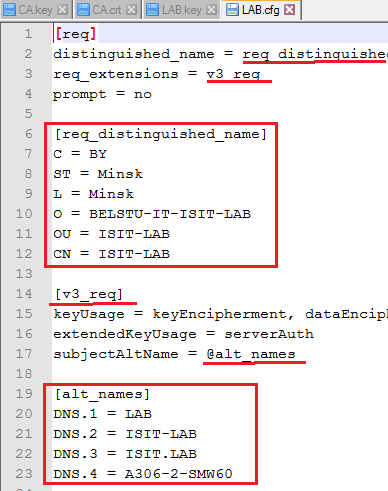 CA.key CA.crt LAB.key LAB.cfg
1 [req]
2 distinguished_name = req_distinguishe
3 req_extensions = v3_req
4 prompt = no
5
6 [req_distinguished_name]
7 C = BY
8 ST = Minsk
9 L = Minsk
10 O = BELSTU-IT-ISIT-LAB
11 OU = ISIT-LAB
12 CN = ISIT-LAB
13
14 [v3_req]
15 keyUsage = keyEncipherment, dataEnciph
16 extendedKeyUsage = serverAuth
17 subjectAltName = @alt_names
18
19 [alt_names]
20 DNS.1 = LAB
21 DNS.2 = ISIT-LAB
22 DNS.3 = ISIT.LAB
23 DNS.4 = A306-2-SMW60